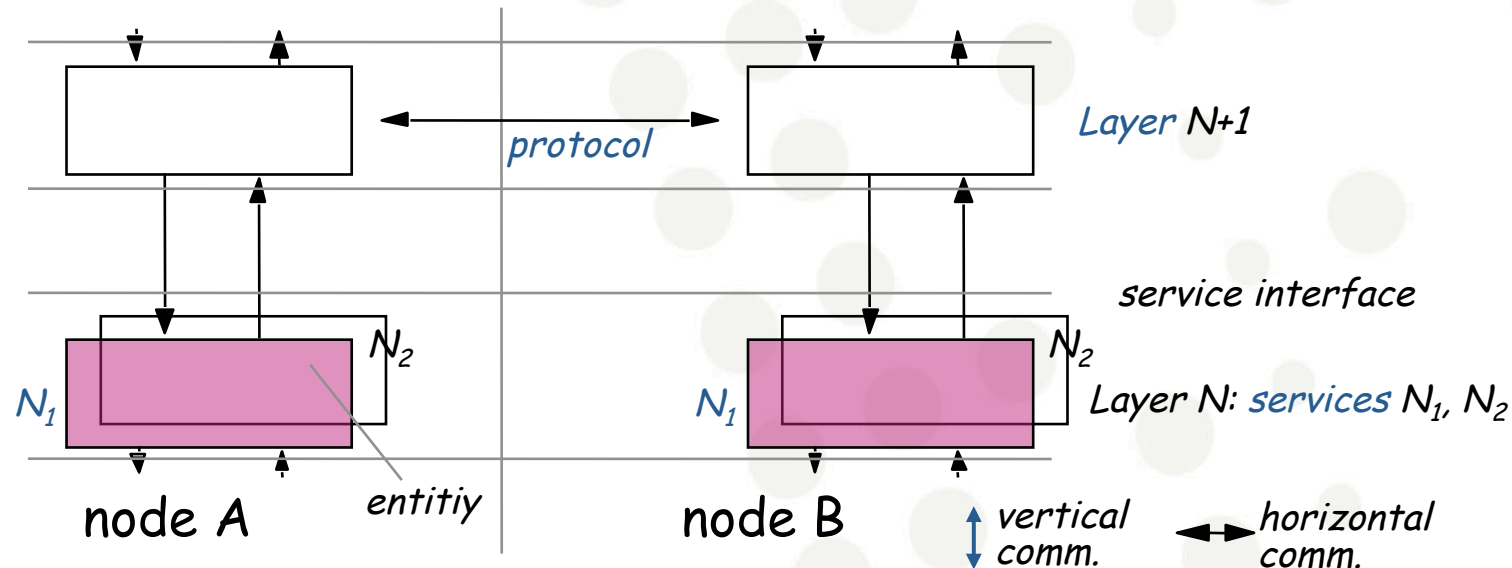 protocol
Layer N+1
service interface
N₂
N₂
N₁
N₁
Layer N: services N₁, N₂
entitiy
node A
node B
vertical
comm.
horizontal
comm.